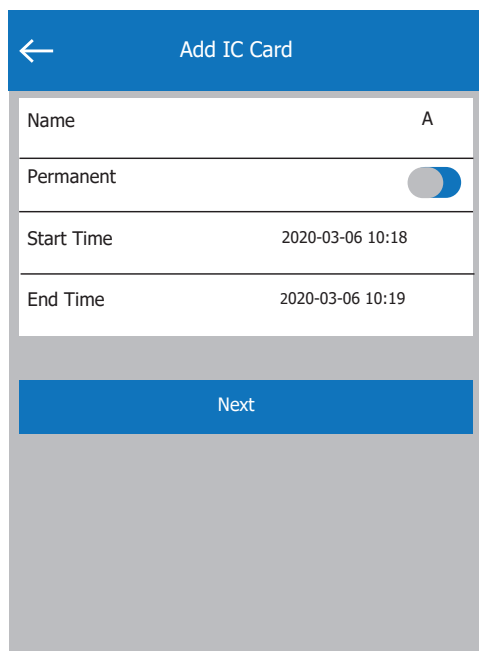 Add IC Card
Name A
Permanent
Start Time 2020-03-06 10:18
End Time 2020-03-06 10:19
Next